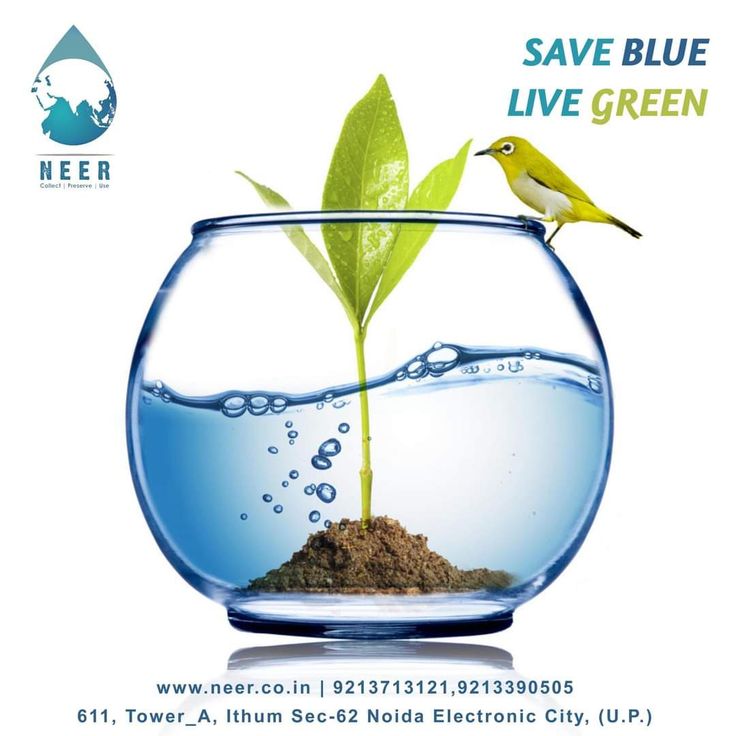 NEER
Collect | Preserve | Use
SAVE BLUE
LIVE GREEN
www.neer.co.in | 9213713121,9213390505
611, Tower_A, Ithum Sec-62 Noida Electronic City, (U.P.)